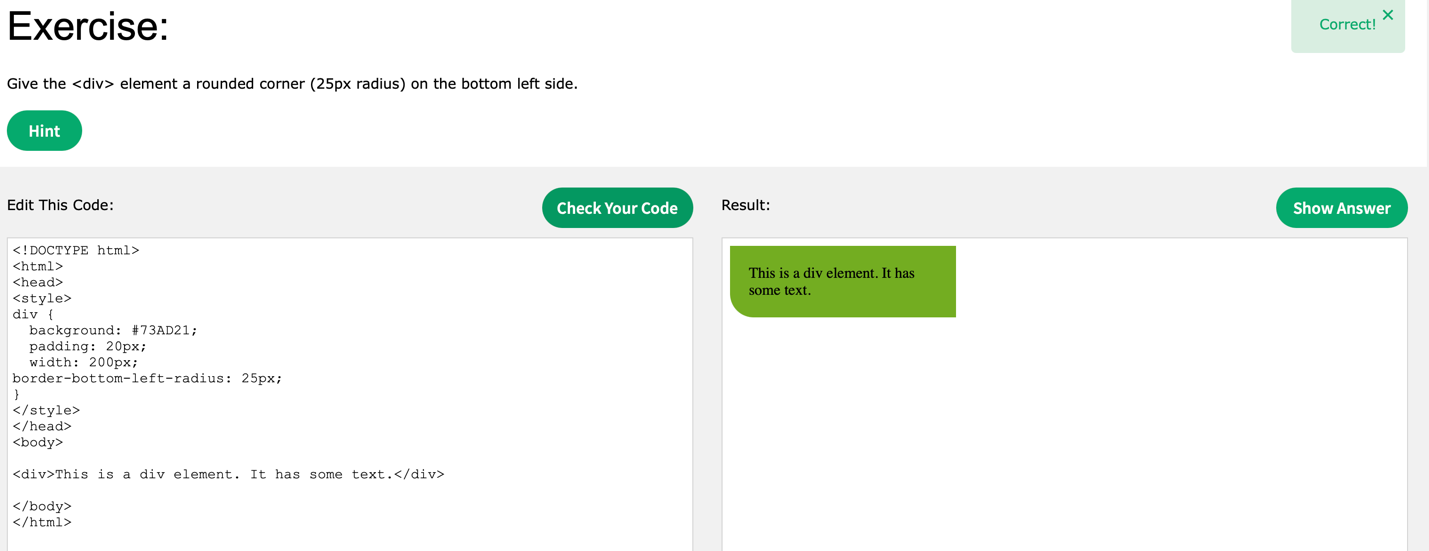 Exercise:
Correct! ×
Give the <div> element a rounded corner (25px radius) on the bottom left side.
Hint
Edit This Code:
Check Your Code
Result:
Show Answer
<!DOCTYPE html>
<html>
<head>
<style>
div {
  background: #73AD21;
  padding: 20px;
  width: 200px;
border-bottom-left-radius: 25px;
}
</style>
</head>
<body>

<div>This is a div element. It has some text.</div>

</body>
</html>
This is a div element. It has
some text.